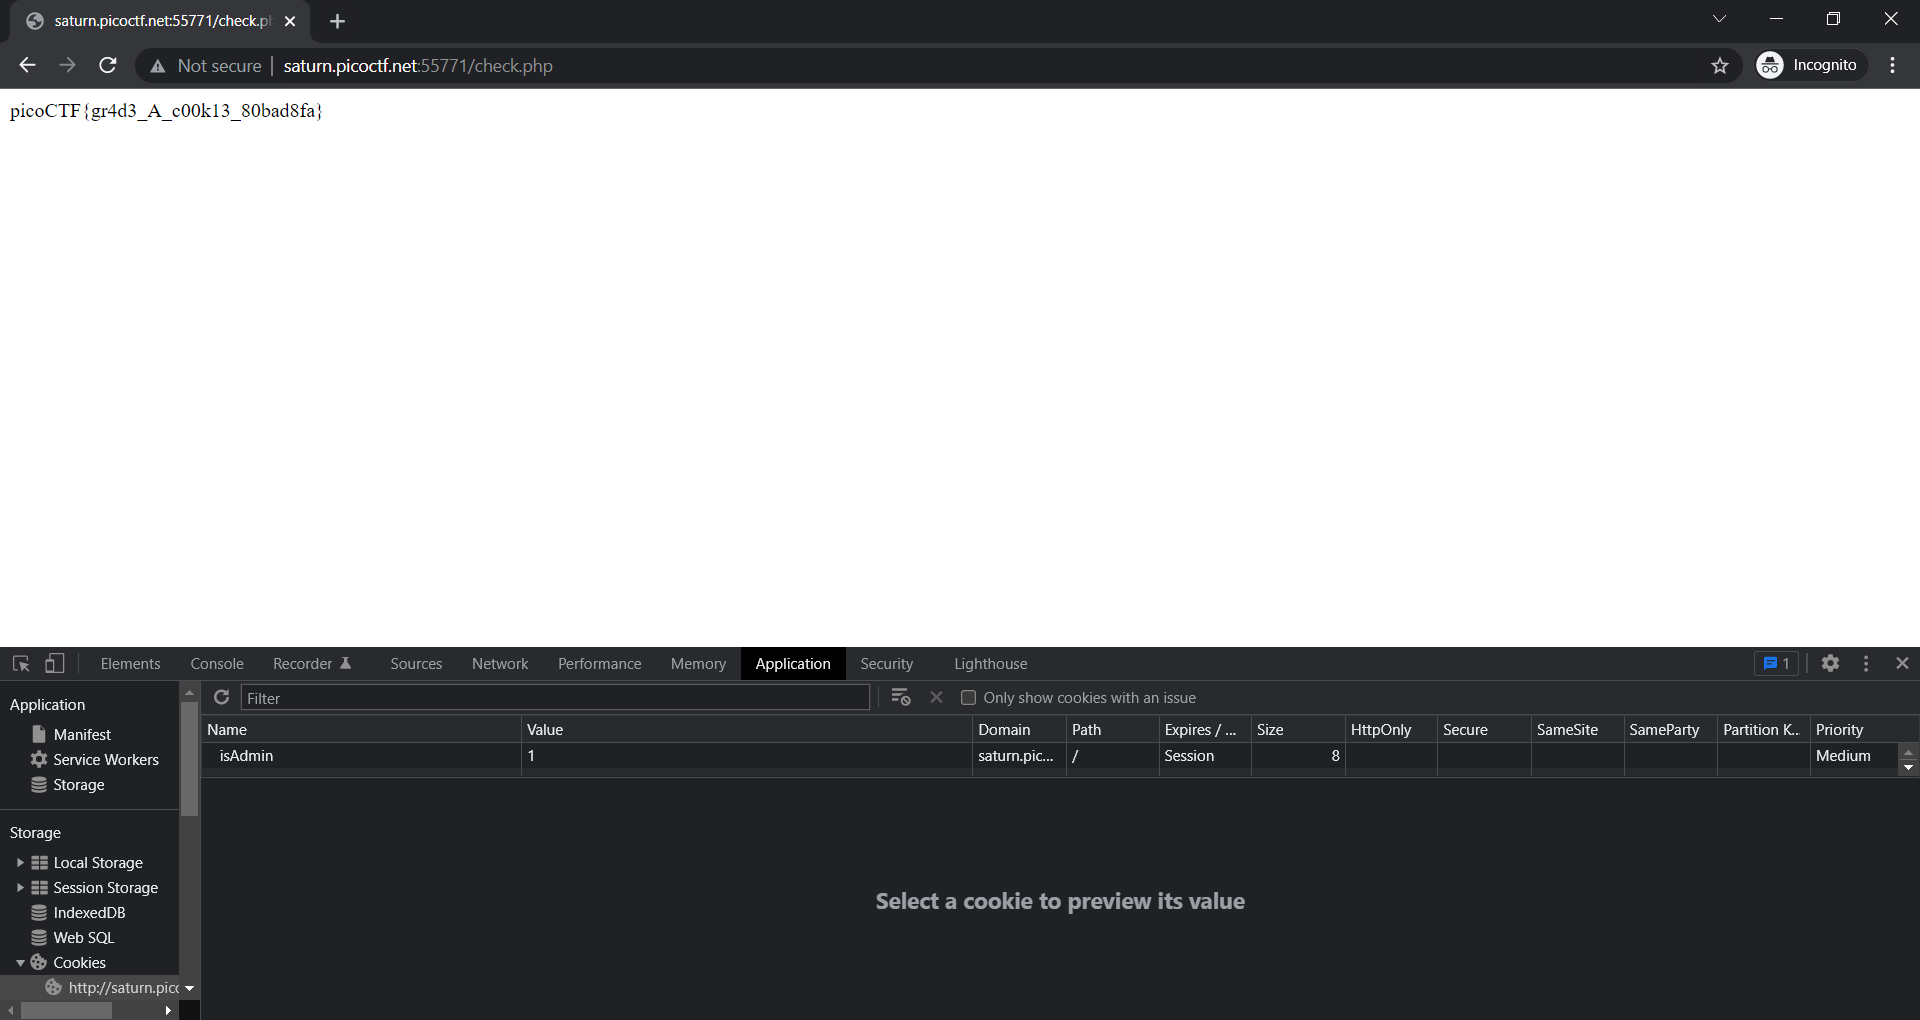 saturn.picoctf.net:55771/check.ph
Not secure saturn.picoctf.net:55771/check.php Incognito
picoCTF{gr4d3_A_c00k13_80bad8fa}
Elements Console Recorder Sources Network Performance Memory Application Security Lighthouse 1
Application
Manifest
Service Workers
Storage
Storage
Local Storage
Session Storage
IndexedDB
Web SQL
Cookies
http://saturn.pico
Filter Only show cookies with an issue
Name Value Domain Path Expires / ... Size HttpOnly Secure SameSite SameParty Partition K... Priority
isAdmin 1 saturn.pic... / Session 8 Medium
Select a cookie to preview its value